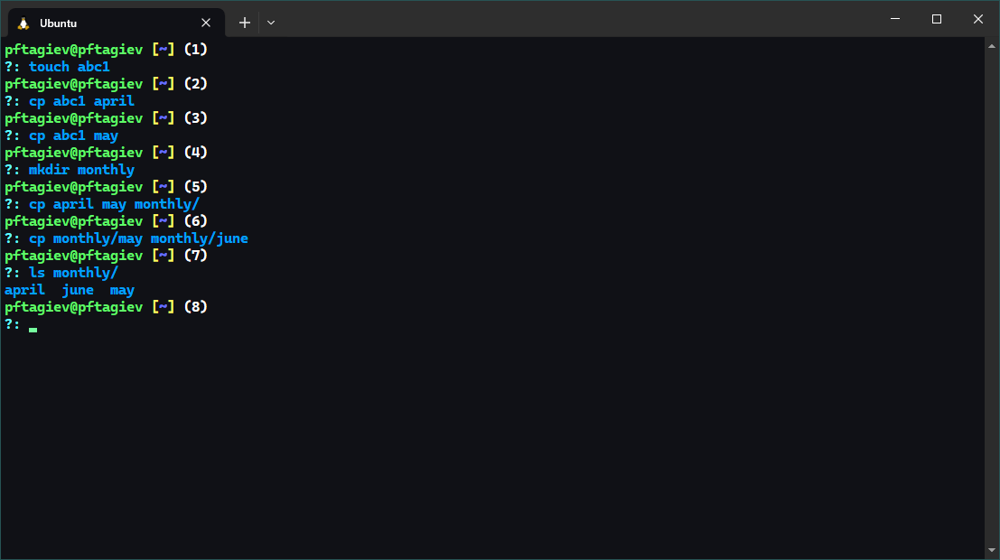 Ubuntu
pftagiev@pftagiev [~] (1)
?: touch abc1
pftagiev@pftagiev [~] (2)
?: cp abc1 april
pftagiev@pftagiev [~] (3)
?: cp abc1 may
pftagiev@pftagiev [~] (4)
?: mkdir monthly
pftagiev@pftagiev [~] (5)
?: cp april may monthly/
pftagiev@pftagiev [~] (6)
?: cp monthly/may monthly/june
pftagiev@pftagiev [~] (7)
?: ls monthly/
april  june  may
pftagiev@pftagiev [~] (8)
?: